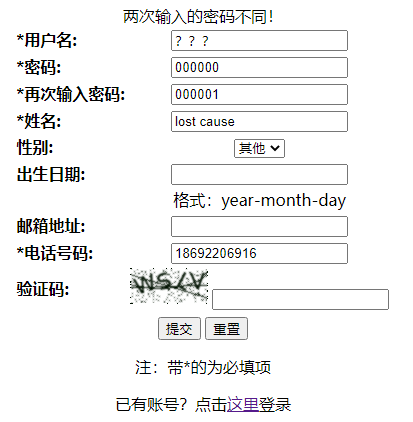 两次输入的密码不同!
*用户名: ？？？
*密码: 000000
*再次输入密码: 000001
*姓名: lost cause
性别: 其他
出生日期:
格式：year-month-day
邮箱地址:
*电话号码: 18692206916
验证码:
提交 重置
注：带*的为必填项
已有账号？点击这里登录